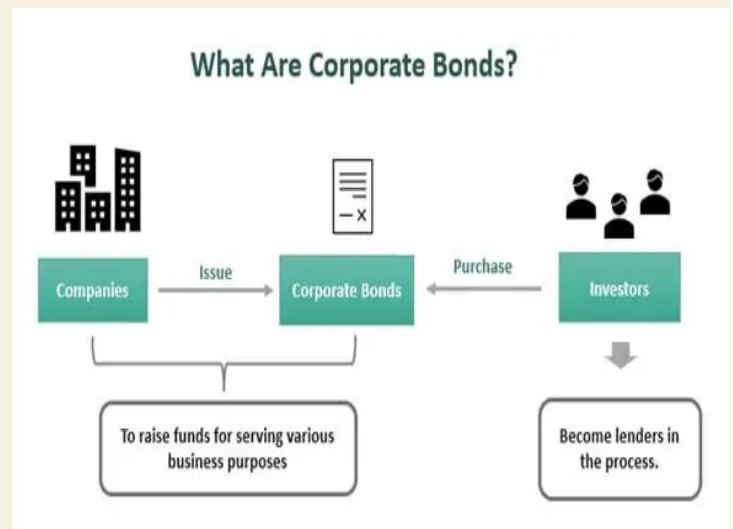 What Are Corporate Bonds?
Companies
Issue
Corporate Bonds
Purchase
Investors
To raise funds for serving various
business purposes
Become lenders in
the process.